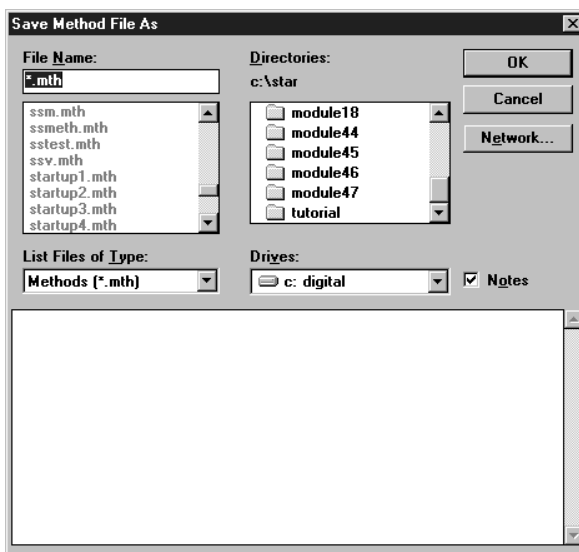 Save Method File As
File Name:
*.mth
ssm.mth
ssmeth.mth
sstest.mth
ssv.mth
startup1.mth
startup2.mth
startup3.mth
startup4.mth
List Files of Type:
Methods (*.mth)
Directories:
c:\star
module18
module44
module45
module46
module47
tutorial
Drives:
c: digital
OK
Cancel
Network...
Notes